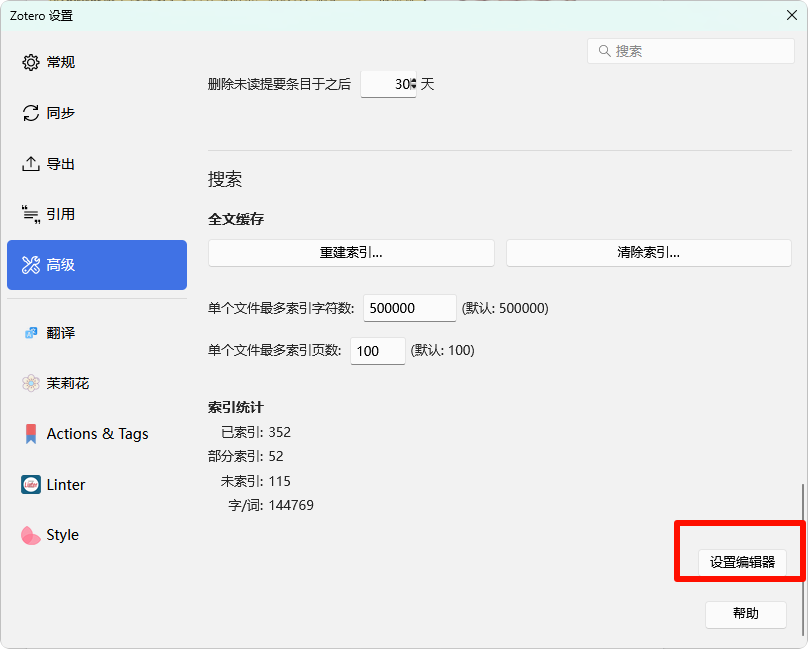 Zotero 设置
常规
同步
导出
引用
高级
翻译
茉莉花
Actions & Tags
Linter
Style
搜索
删除未读提要条目于之后 30 天
搜索
全文缓存
重建索引... 清除索引...
单个文件最多索引字符数: 500000 (默认: 500000)
单个文件最多索引页数: 100 (默认: 100)
索引统计
已索引: 352
部分索引: 52
未索引: 115
字/词: 144769
设置编辑器
帮助